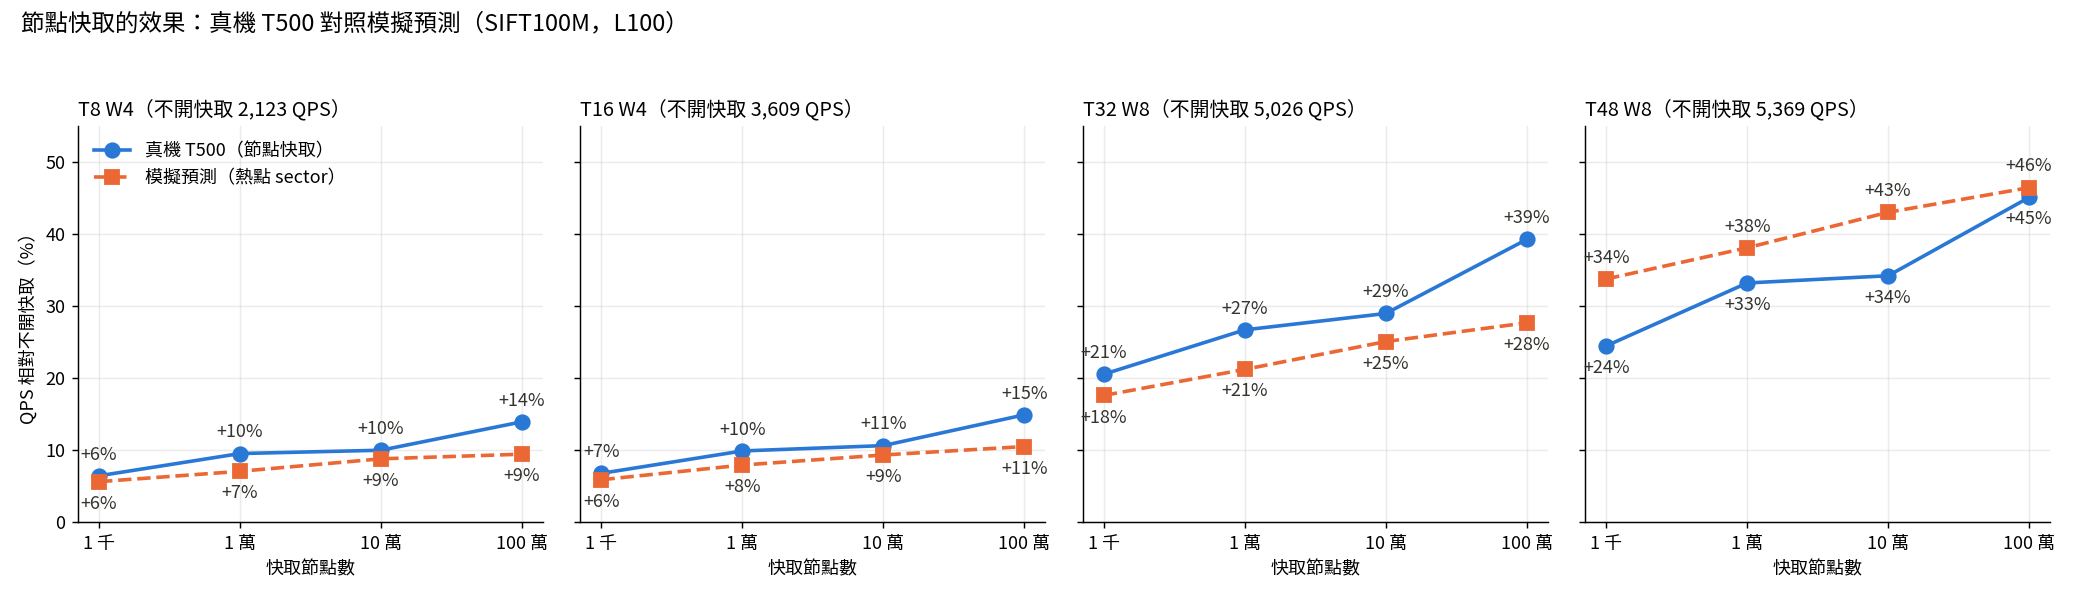 節點快取的效果：真機 T500 對照模擬預測（SIFT100M，L100）
T8 W4（不開快取 2,123 QPS）
真機 T500（節點快取）
模擬預測（熱點 sector）
QPS 相對不開快取（%）
50
40
30
20
10
0
+6%
+10%
+10%
+14%
+6%
+7%
+9%
+9%
1 千
1 萬
10 萬
100 萬
快取節點數
T16 W4（不開快取 3,609 QPS）
+7%
+10%
+11%
+15%
+6%
+8%
+9%
+11%
1 千
1 萬
10 萬
100 萬
快取節點數
T32 W8（不開快取 5,026 QPS）
+21%
+27%
+29%
+39%
+18%
+21%
+25%
+28%
1 千
1 萬
10 萬
100 萬
快取節點數
T48 W8（不開快取 5,369 QPS）
+34%
+38%
+43%
+46%
+24%
+33%
+34%
+45%
1 千
1 萬
10 萬
100 萬
快取節點數